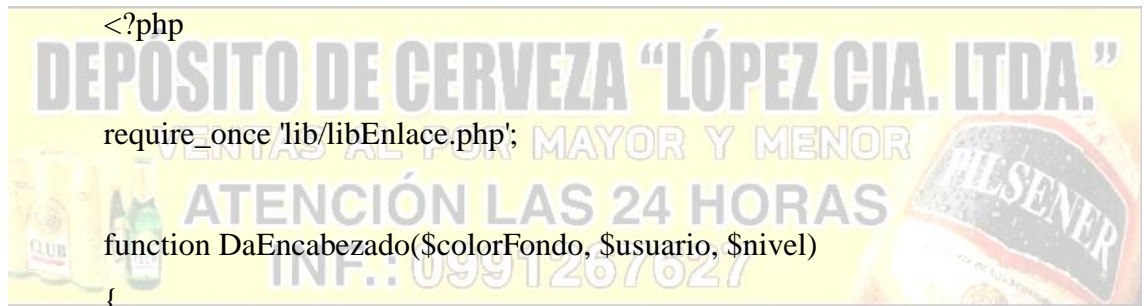 <?php
DEPÓSITO DE CERVEZA “LÓPEZ CIA. LTDA.”
require_once 'lib/libEnlace.php';
VENTAS AL POR MAYOR Y MENOR
PILSENER
ATENCIÓN LAS 24 HORAS
CLUB
function DaEncabezado($colorFondo, $usuario, $nivel)
INF.: 0991267627
{